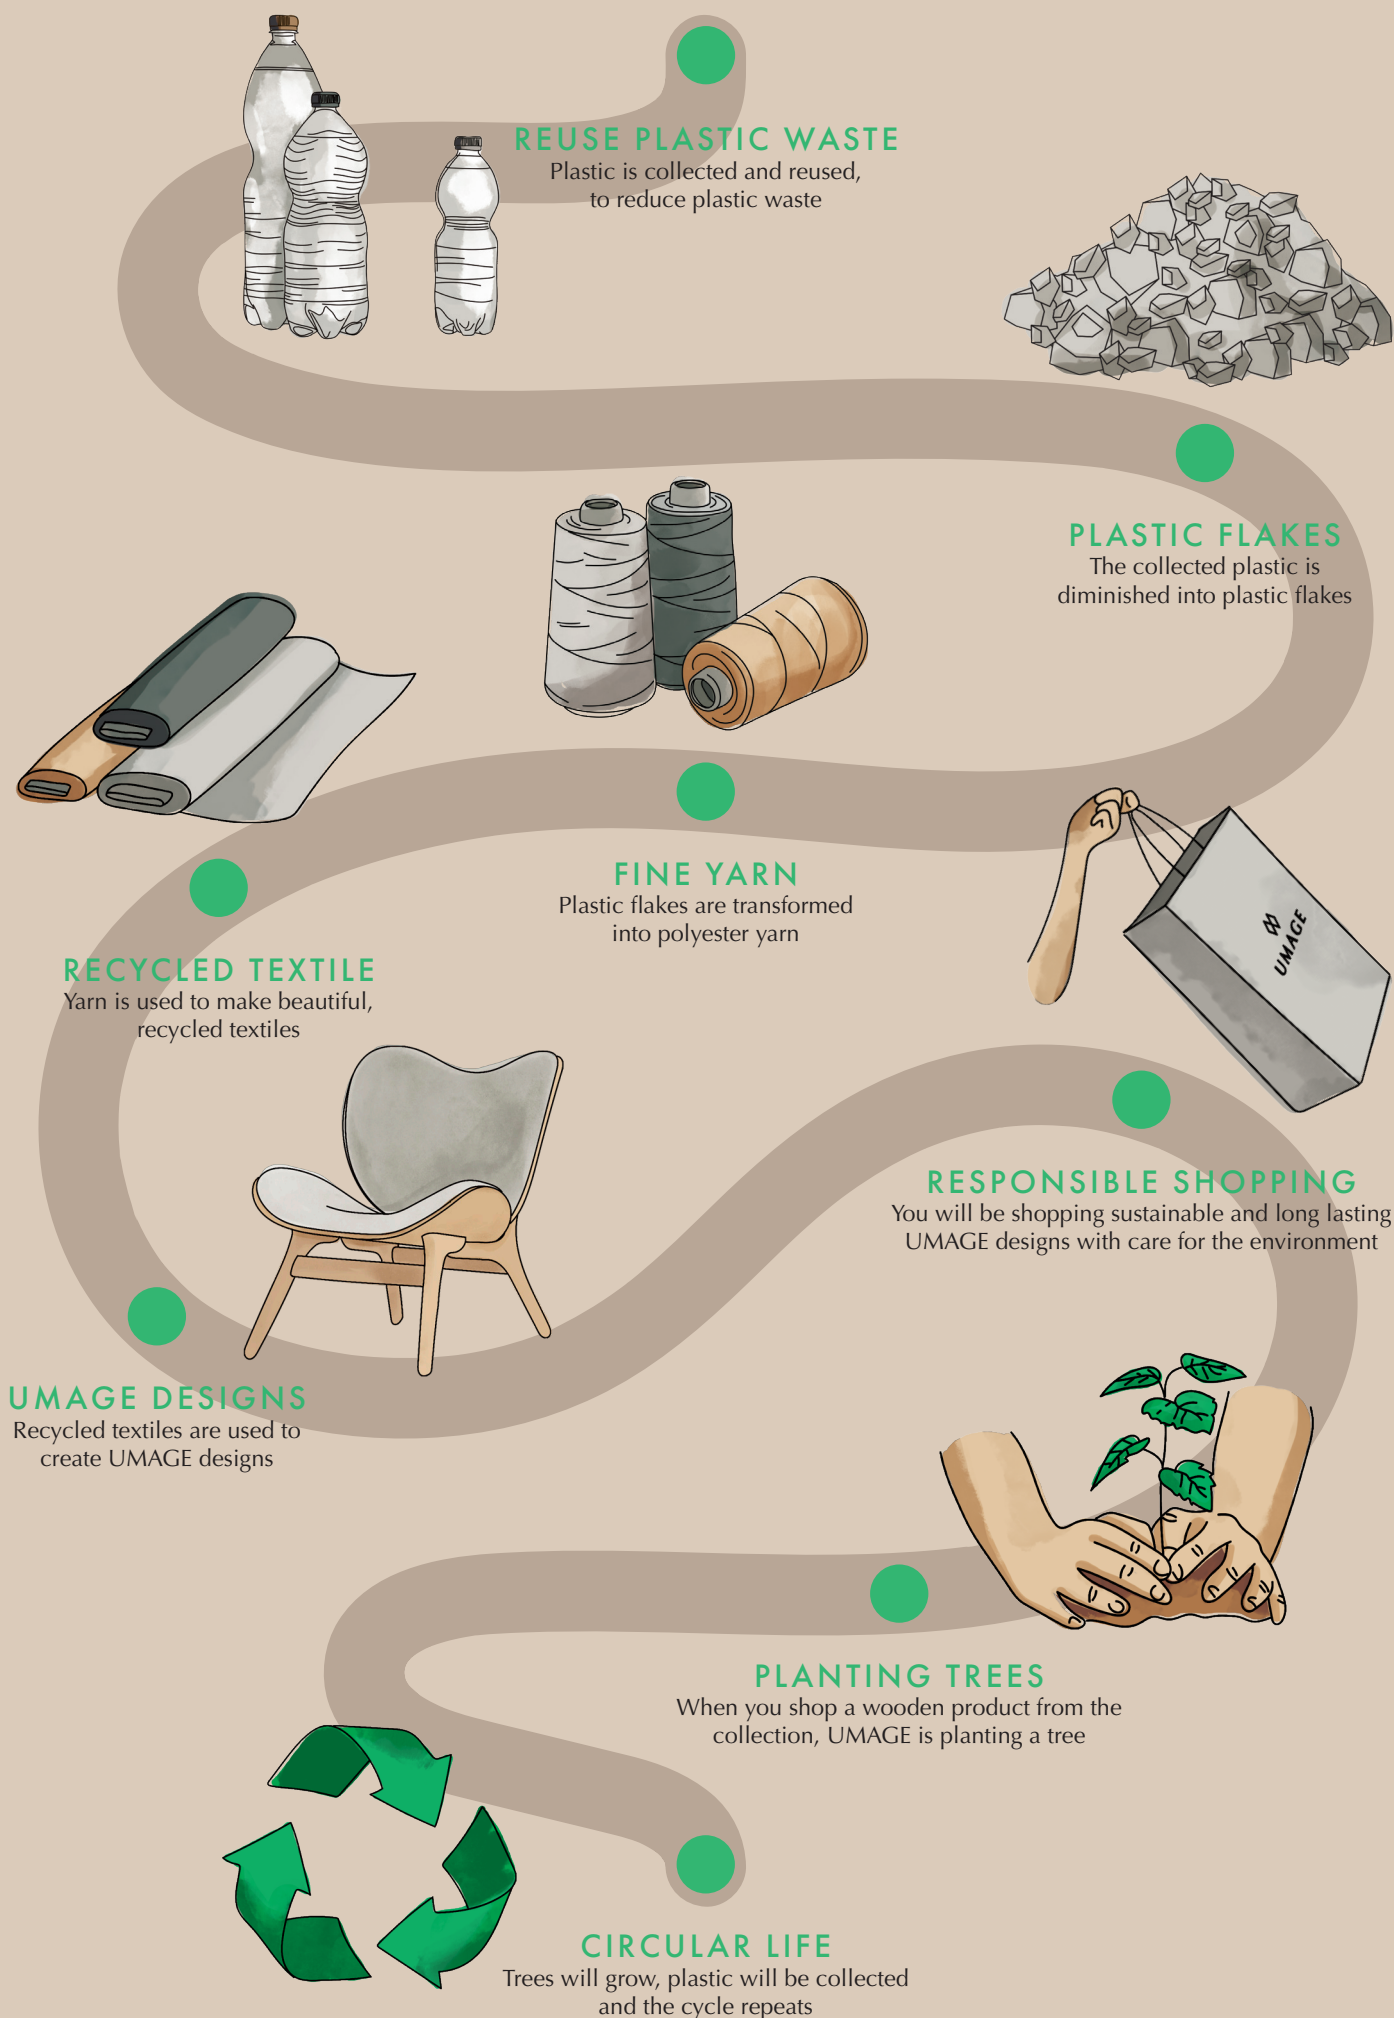 REUSE PLASTIC WASTE
Plastic is collected and reused,
to reduce plastic waste
PLASTIC FLAKES
The collected plastic is
diminished into plastic flakes
FINE YARN
Plastic flakes are transformed
into polyester yarn
RECYCLED TEXTILE
Yarn is used to make beautiful,
recycled textiles
UMAGE
RESPONSIBLE SHOPPING
You will be shopping sustainable and long lasting
UMAGE designs with care for the environment
UMAGE DESIGNS
Recycled textiles are used to
create UMAGE designs
PLANTING TREES
When you shop a wooden product from the
collection, UMAGE is planting a tree
CIRCULAR LIFE
Trees will grow, plastic will be collected
and the cycle repeats